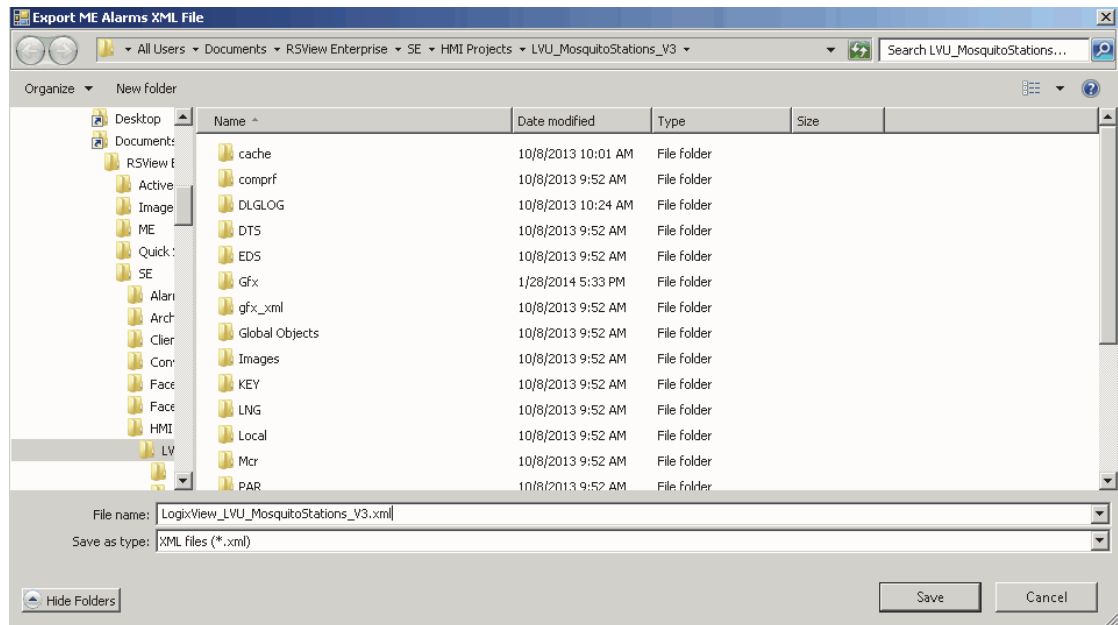 Export ME Alarms XML File
All Users Documents RSView Enterprise SE HMI Projects LVU_MosquitoStations_V3
Search LVU_MosquitoStations...
Organize New folder
Name Date modified Type Size
Desktop
Documents
RSView E
Active
Image
ME
Quick
SE
Alar
Arch
Clier
Con
Face
Face
HMI
LV
cache 10/8/2013 10:01 AM File folder
comprf 10/8/2013 9:52 AM File folder
DLGLOG 10/8/2013 10:24 AM File folder
DTS 10/8/2013 9:52 AM File folder
EDS 10/8/2013 9:52 AM File folder
Gfx 1/28/2014 5:33 PM File folder
gfx_xml 10/8/2013 9:52 AM File folder
Global Objects 10/8/2013 9:52 AM File folder
Images 10/8/2013 9:52 AM File folder
KEY 10/8/2013 9:52 AM File folder
LNG 10/8/2013 9:52 AM File folder
Local 10/8/2013 9:52 AM File folder
Mcr 10/8/2013 9:52 AM File folder
PAR 10/8/2013 9:52 AM File folder
File name: LogixView_LVU_MosquitoStations_V3.xml
Save as type: XML files (*.xml)
Hide Folders Save Cancel